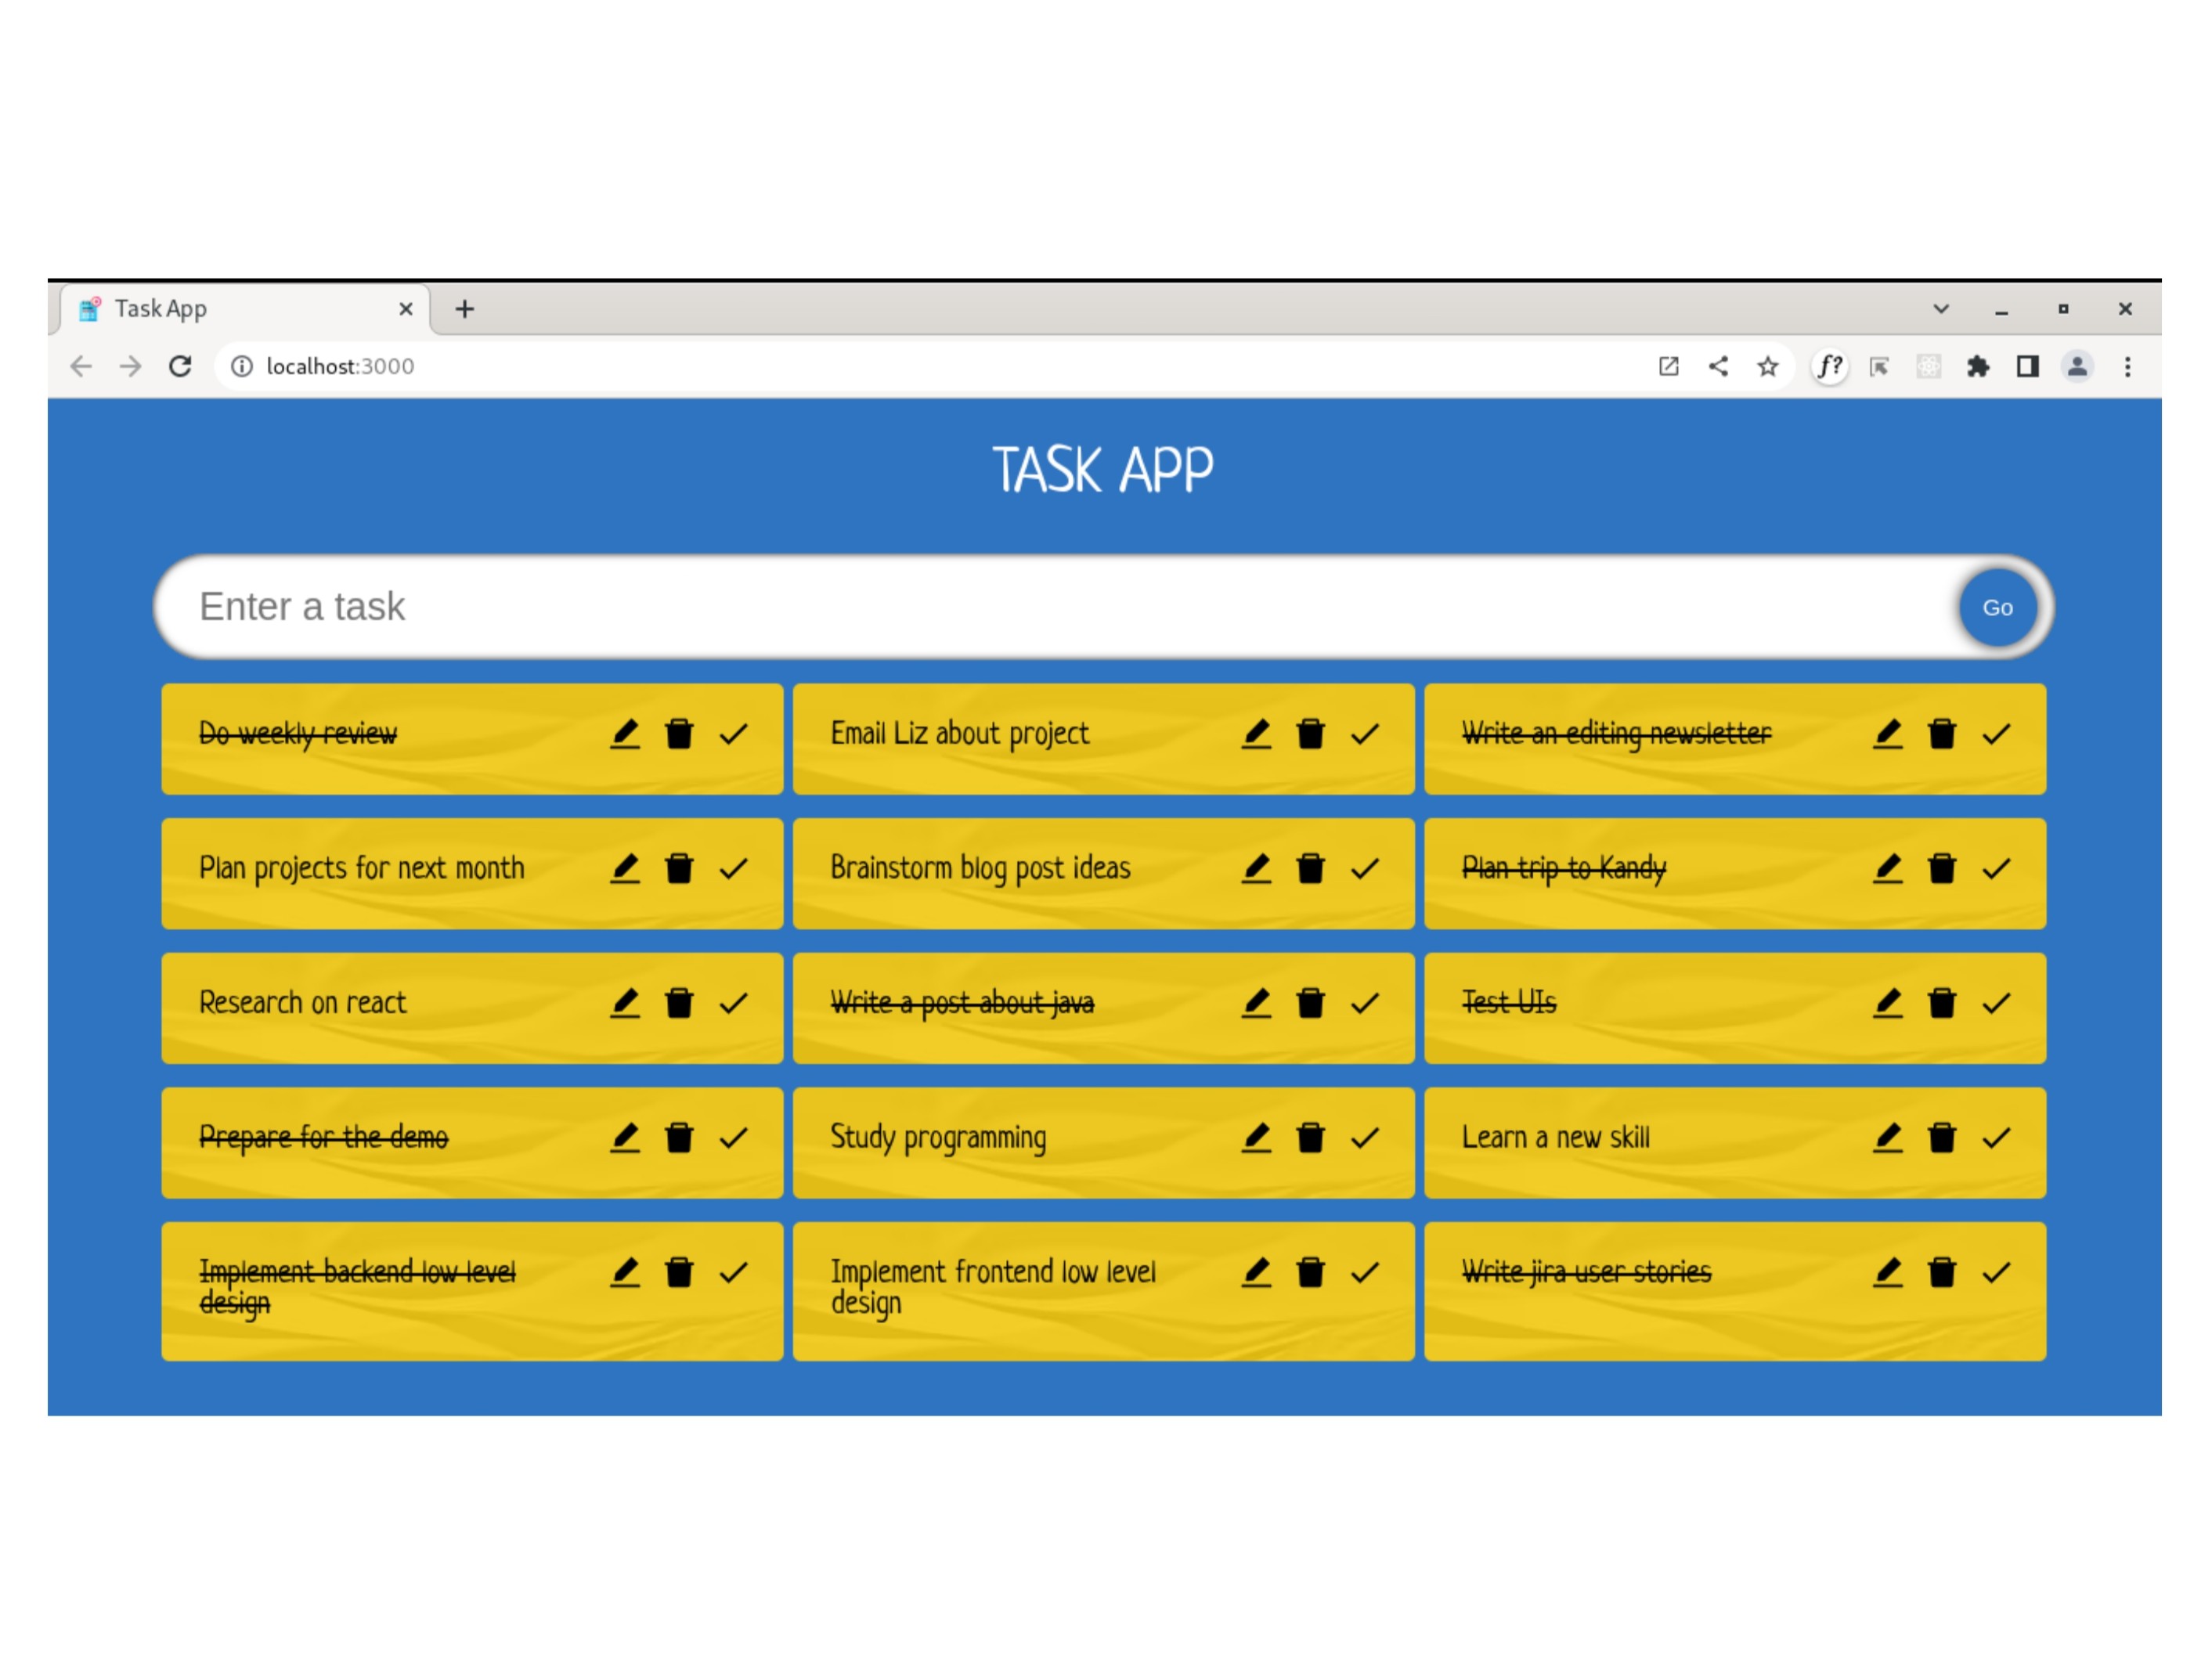 Task App
localhost:3000
f?
TASK APP
Enter a task
Go
Do weekly review
Email Liz about project
Write an editing newsletter
Plan projects for next month
Brainstorm blog post ideas
Plan trip to Kandy
Research on react
Write a post about java
Test UIs
Prepare for the demo
Study programming
Learn a new skill
Implement backend low level
design
Implement frontend low level
design
Write jira user stories